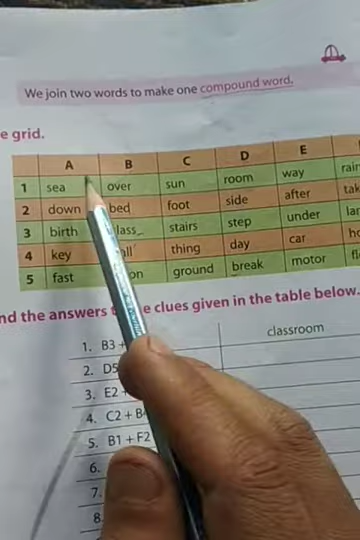 We join two words to make one compound word.
e grid.
A B C D E
1 sea over sun room way
2 down bed foot side after
3 birth stairs step under
4 key thing day car
5 fast ground break motor
nd the answers clues given in the table below.
1. B3 + classroom
2.
3. E2
4. C2 +
5. B1 + F2
6.
7.
8.